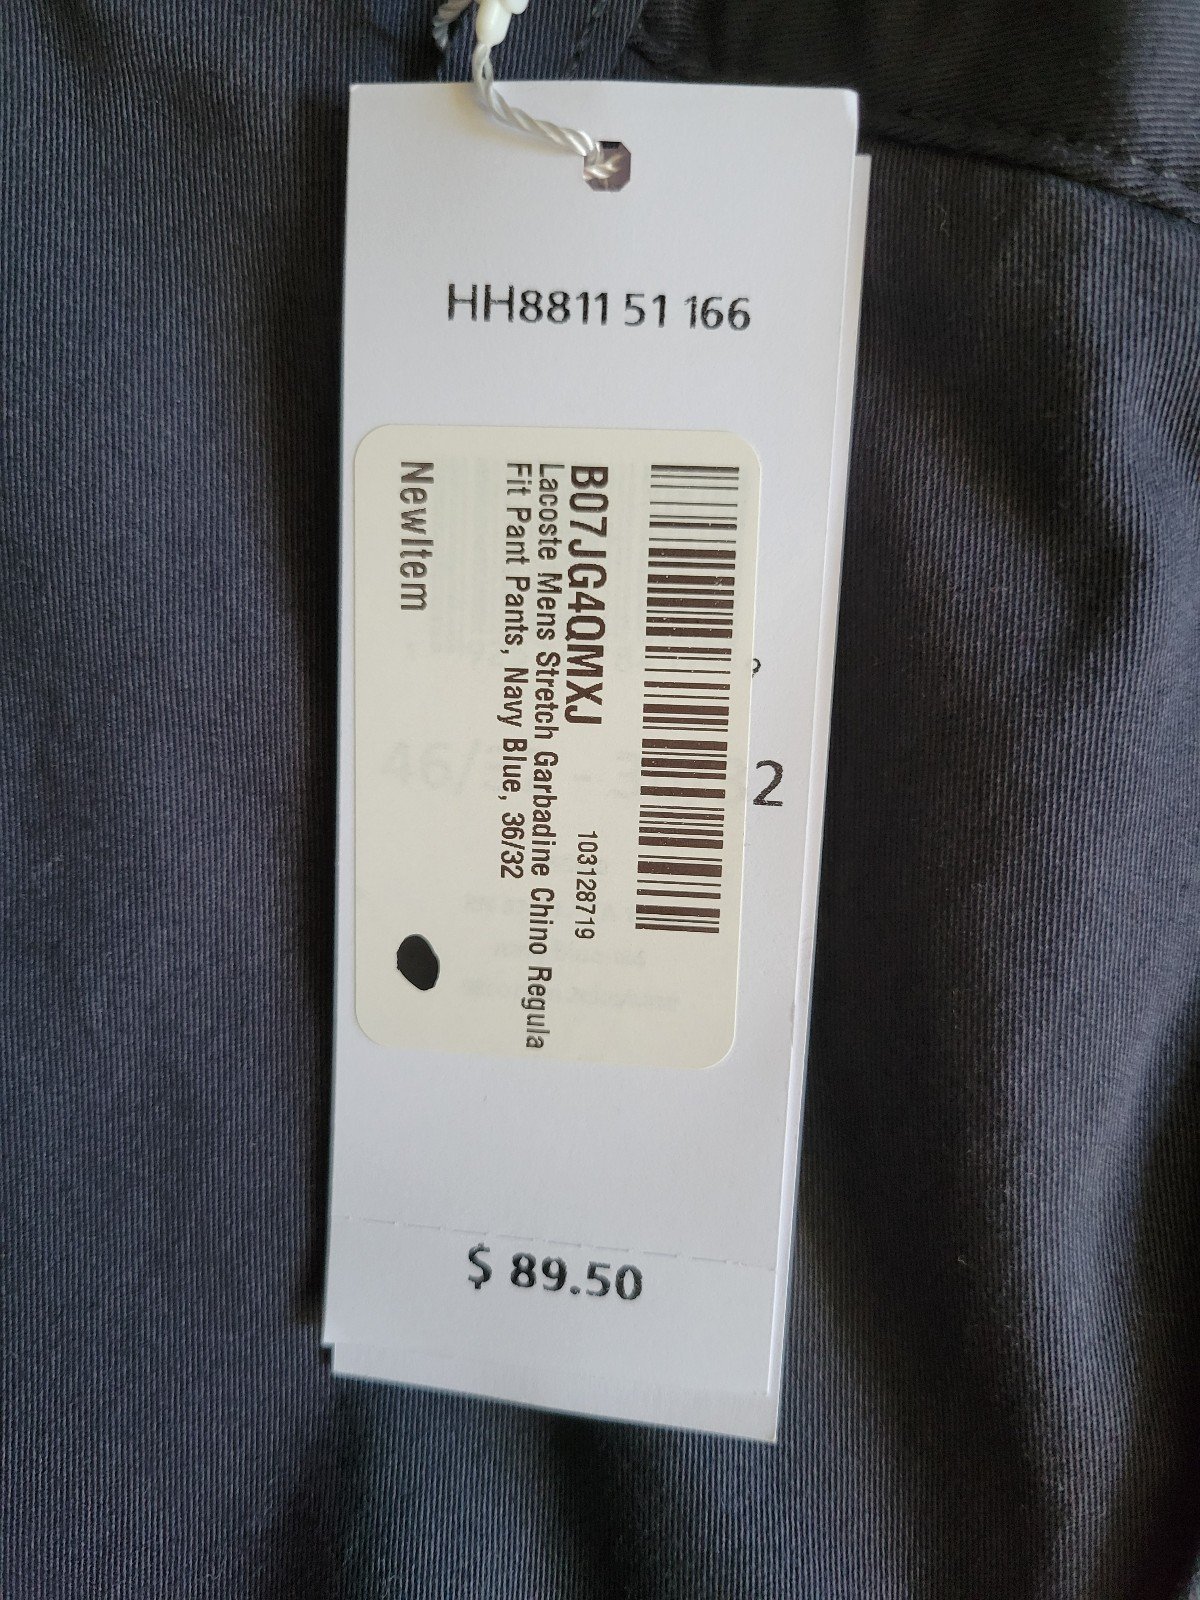 HH8811 51 166
B07JG4QMXJ 103128719
Lacoste Mens Stretch Garbadine Chino Regula
Fit Pant Pants, Navy Blue, 36/32
NewItem
2
$ 89.50